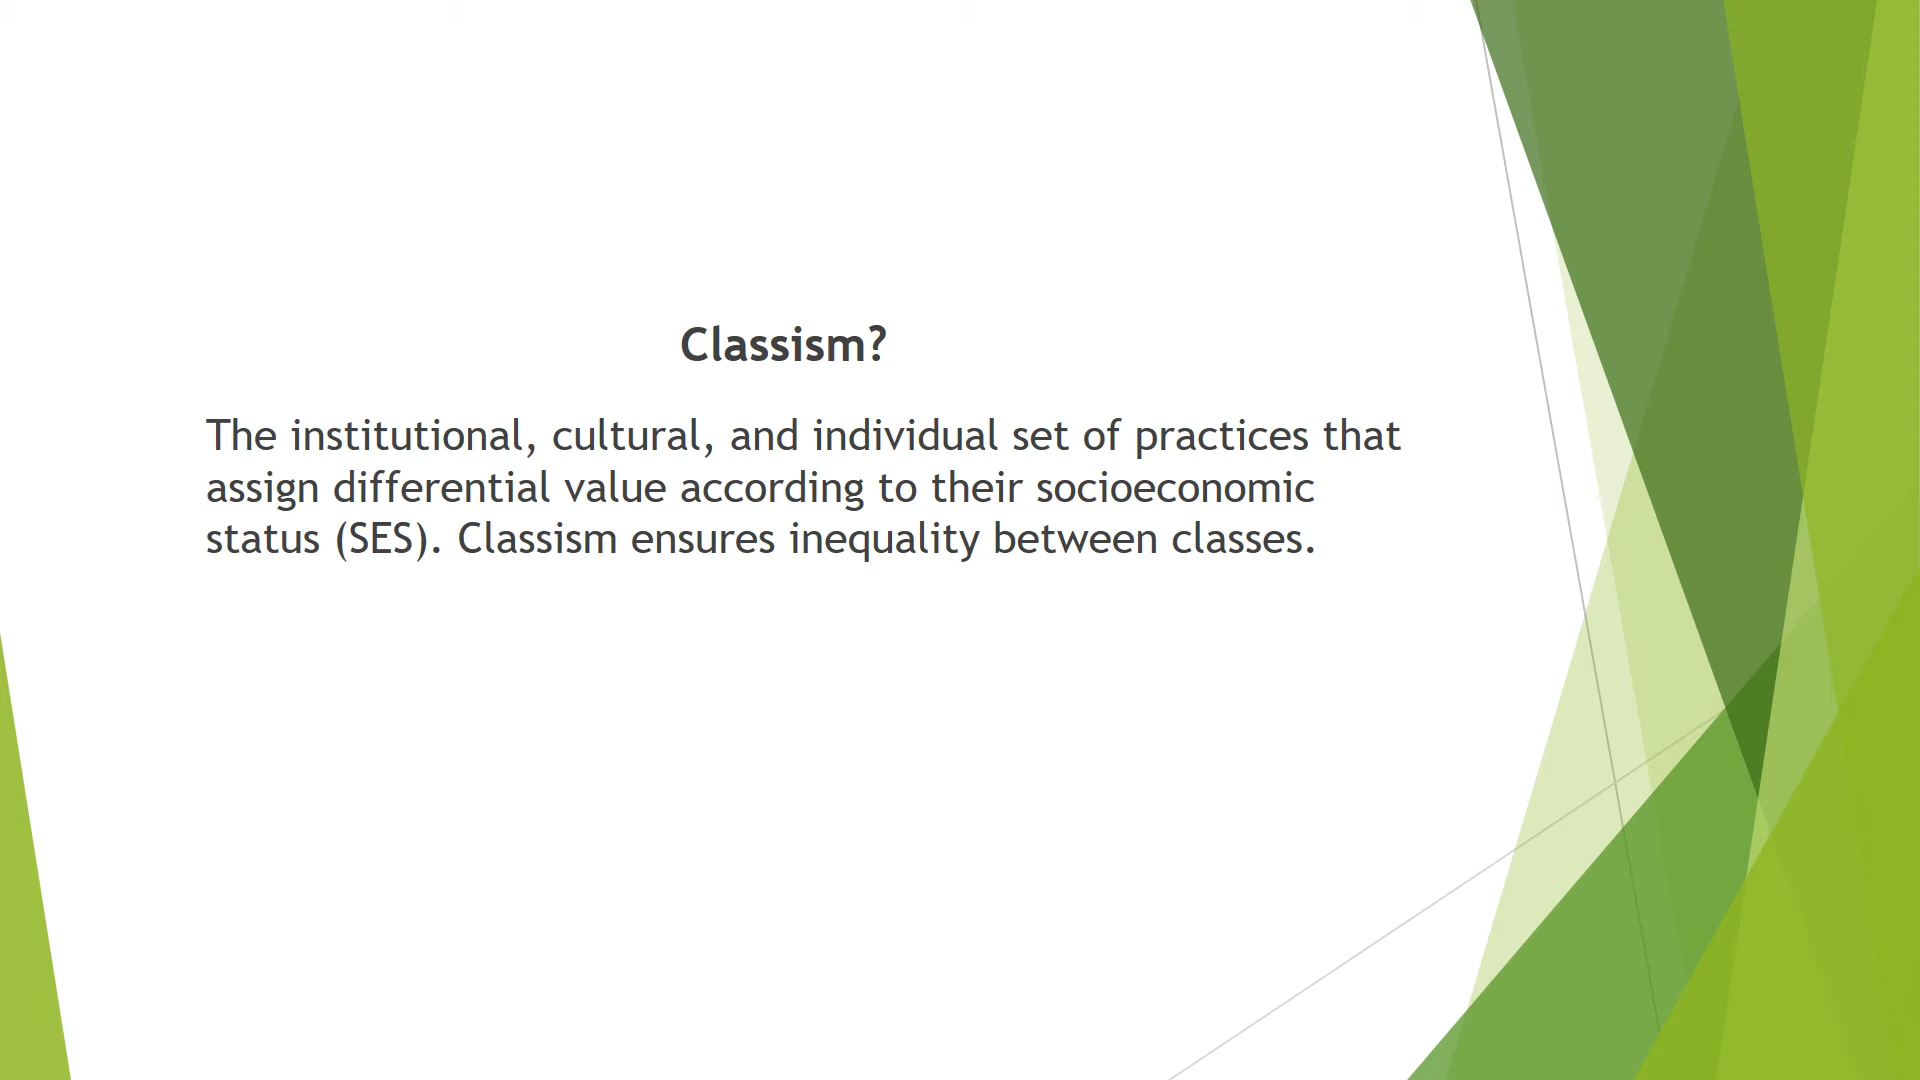 Classism?
The institutional, cultural, and individual set of practices that
assign differential value according to their socioeconomic
status (SES). Classism ensures inequality between classes.